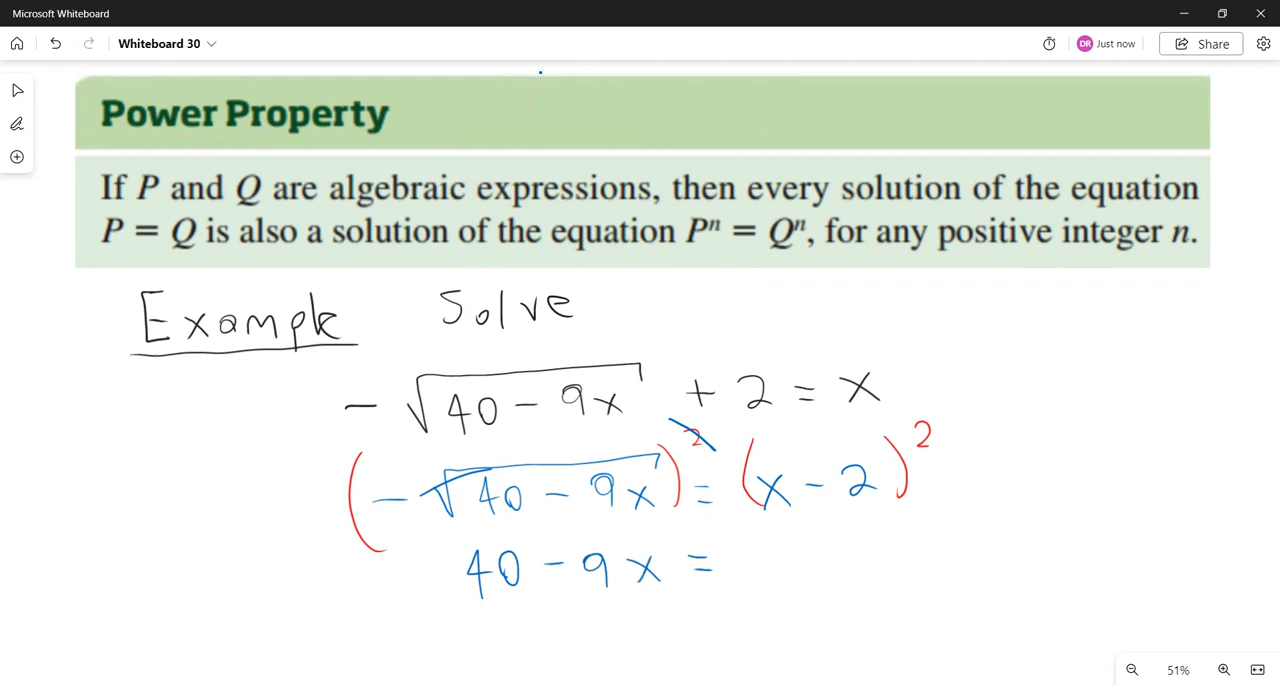 Microsoft Whiteboard
Whiteboard 30
DR Just now
Share
Power Property
If P and Q are algebraic expressions, then every solution of the equation
P = Q is also a solution of the equation Pⁿ = Qⁿ, for any positive integer n.
Example Solve
- √(40 - 9x) + 2 = x
(- √(40 - 9x))² = (x - 2)²
40 - 9x =
51%